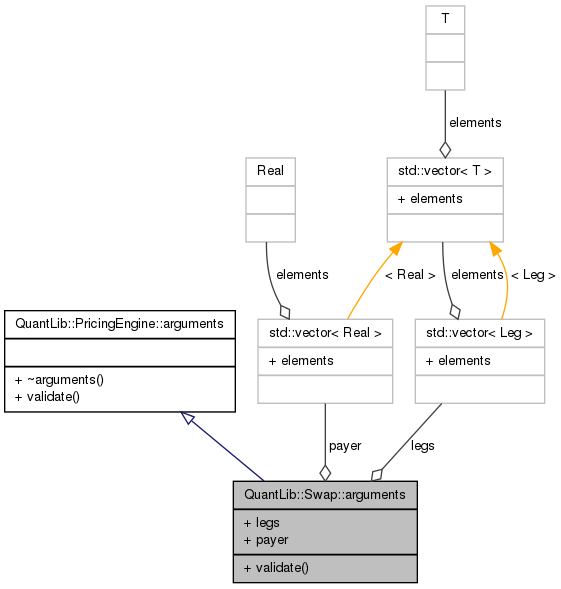 T
elements
Real
std::vector< T >
+ elements
elements
< Real >
elements
< Leg >
QuantLib::PricingEngine::arguments
+ ~arguments()
+ validate()
std::vector< Real >
+ elements
std::vector< Leg >
+ elements
payer
legs
QuantLib::Swap::arguments
+ legs
+ payer
+ validate()